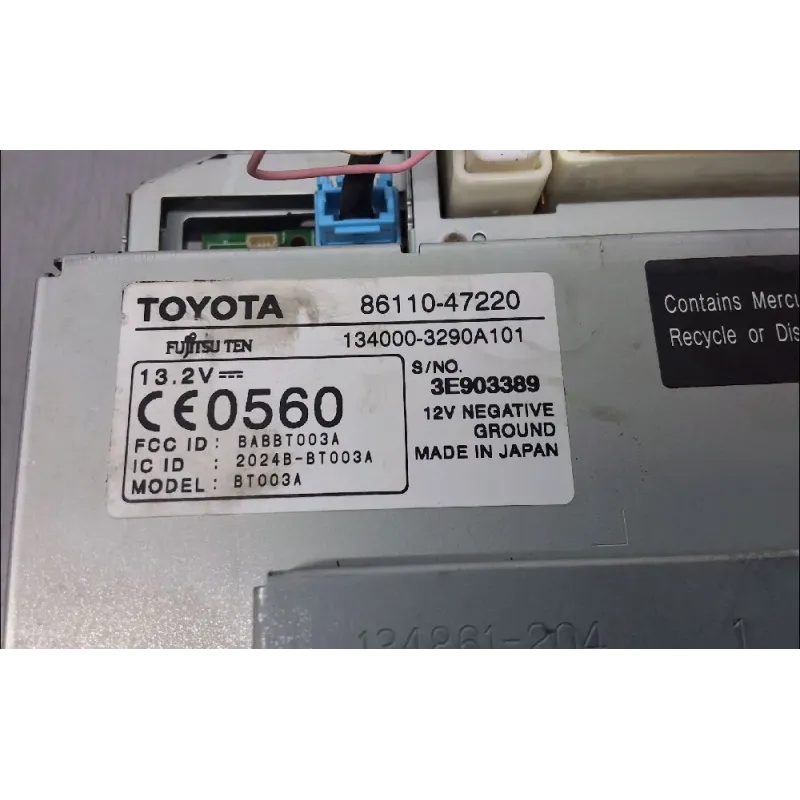 TOYOTA 86110-47220
FUJITSU TEN 134000-3290A101
13.2V
S/NO.
3E903389
CE0560
12V NEGATIVE
GROUND
MADE IN JAPAN
FCC ID: BABBT003A
IC ID : 2024B-BT003A
MODEL: BT003A
Contains Mercu
Recycle or Dis
134861-204 1